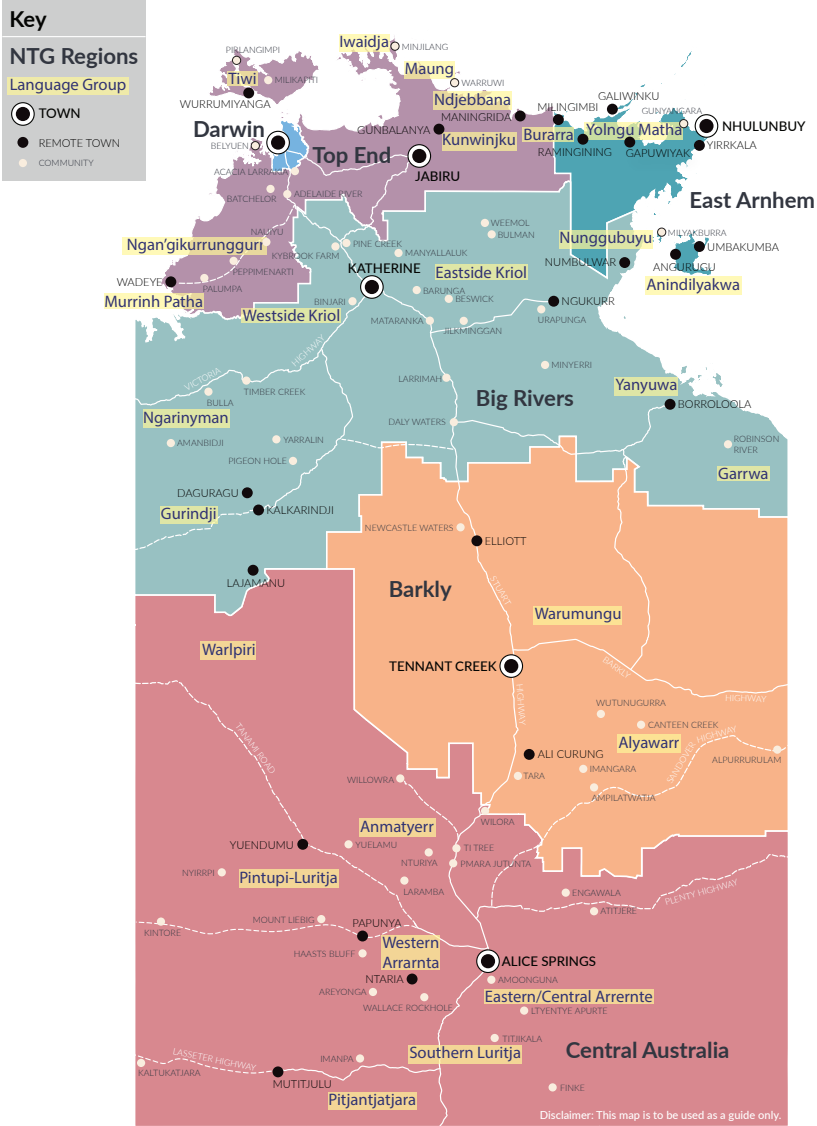 Key
NTG Regions
Language Group
TOWN
REMOTE TOWN
COMMUNITY
Iwaidja
MINJILANG
PIRLANGIMPI
Tiwi
MILIKAPITI
WURRUMIYANGA
Maung
WARRUWI
Ndjebbana
MANINGRIDA
MILINGIMBI
GALIWINKU
GUNYANGARA
NHULUNBUY
Darwin
BELYUEN
GUNBALANYA
Kunwinjku
Burarra
Yolngu Matha
RAMINGINING
GAPUWIYAK
YIRRKALA
Top End
JABIRU
ACACIA LARRAKIA
BATCHELOR
ADELAIDE RIVER
East Arnhem
Ngan'gikurrunggurr
NAUIYU
KYBROOK FARM
PINE CREEK
WEEMOL
BULMAN
MANYALLALUK
Nunggubuyu
MILYAKBURRA
UMBAKUMBA
NUMBULWAR
ANGURUGU
Anindilyakwa
PEPPIMENARTI
WADEYE
PALUMPA
Murrinh Patha
KATHERINE
Eastside Kriol
BINJARI
BARUNGA
BESWICK
NGUKURR
Westside Kriol
MATARANKA
JILKMINGGAN
URAPUNGA
VICTORIA
HIGHWAY
TIMBER CREEK
BULLA
LARRIMAH
MINYERRI
Yanyuwa
Big Rivers
BORROLOOLA
Ngarinyman
DALY WATERS
AMANBIDJI
YARRALIN
ROBINSON
RIVER
PIGEON HOLE
Garrwa
DAGURAGU
Gurindji
KALKARINDJI
NEWCASTLE WATERS
ELLIOTT
LAJAMANU
Barkly
STUART
Warumungu
Warlpiri
TENNANT CREEK
BARKLY
HIGHWAY
HIGHWAY
TANAMI ROAD
WUTUNUGURRA
CANTEEN CREEK
Alyawarr
SANDOVER HIGHWAY
ALI CURUNG
ALPURRURULAM
WILLOWRA
TARA
IMANGARA
AMPILATWATJA
WILORA
Anmatyerr
YUENDUMU
YUELAMU
TI TREE
NTURIYA
PMARA JUTUNTA
NYIRRPI
Pintupi-Luritja
LARAMBA
ENGAWALA
PLENTY HIGHWAY
ATITJERE
KINTORE
MOUNT LIEBIG
PAPUNYA
HAASTS BLUFF
Western
Arrarnta
ALICE SPRINGS
NTARIA
AMOONGUNA
AREYONGA
WALLACE ROCKHOLE
Eastern/Central Arrernte
LTYENTYE APURTE
LASSETER HIGHWAY
KALTUKATJARA
IMANPA
Southern Luritja
TITJIKALA
Central Australia
MUTITJULU
Pitjantjatjara
FINKE
Disclaimer: This map is to be used as a guide only.